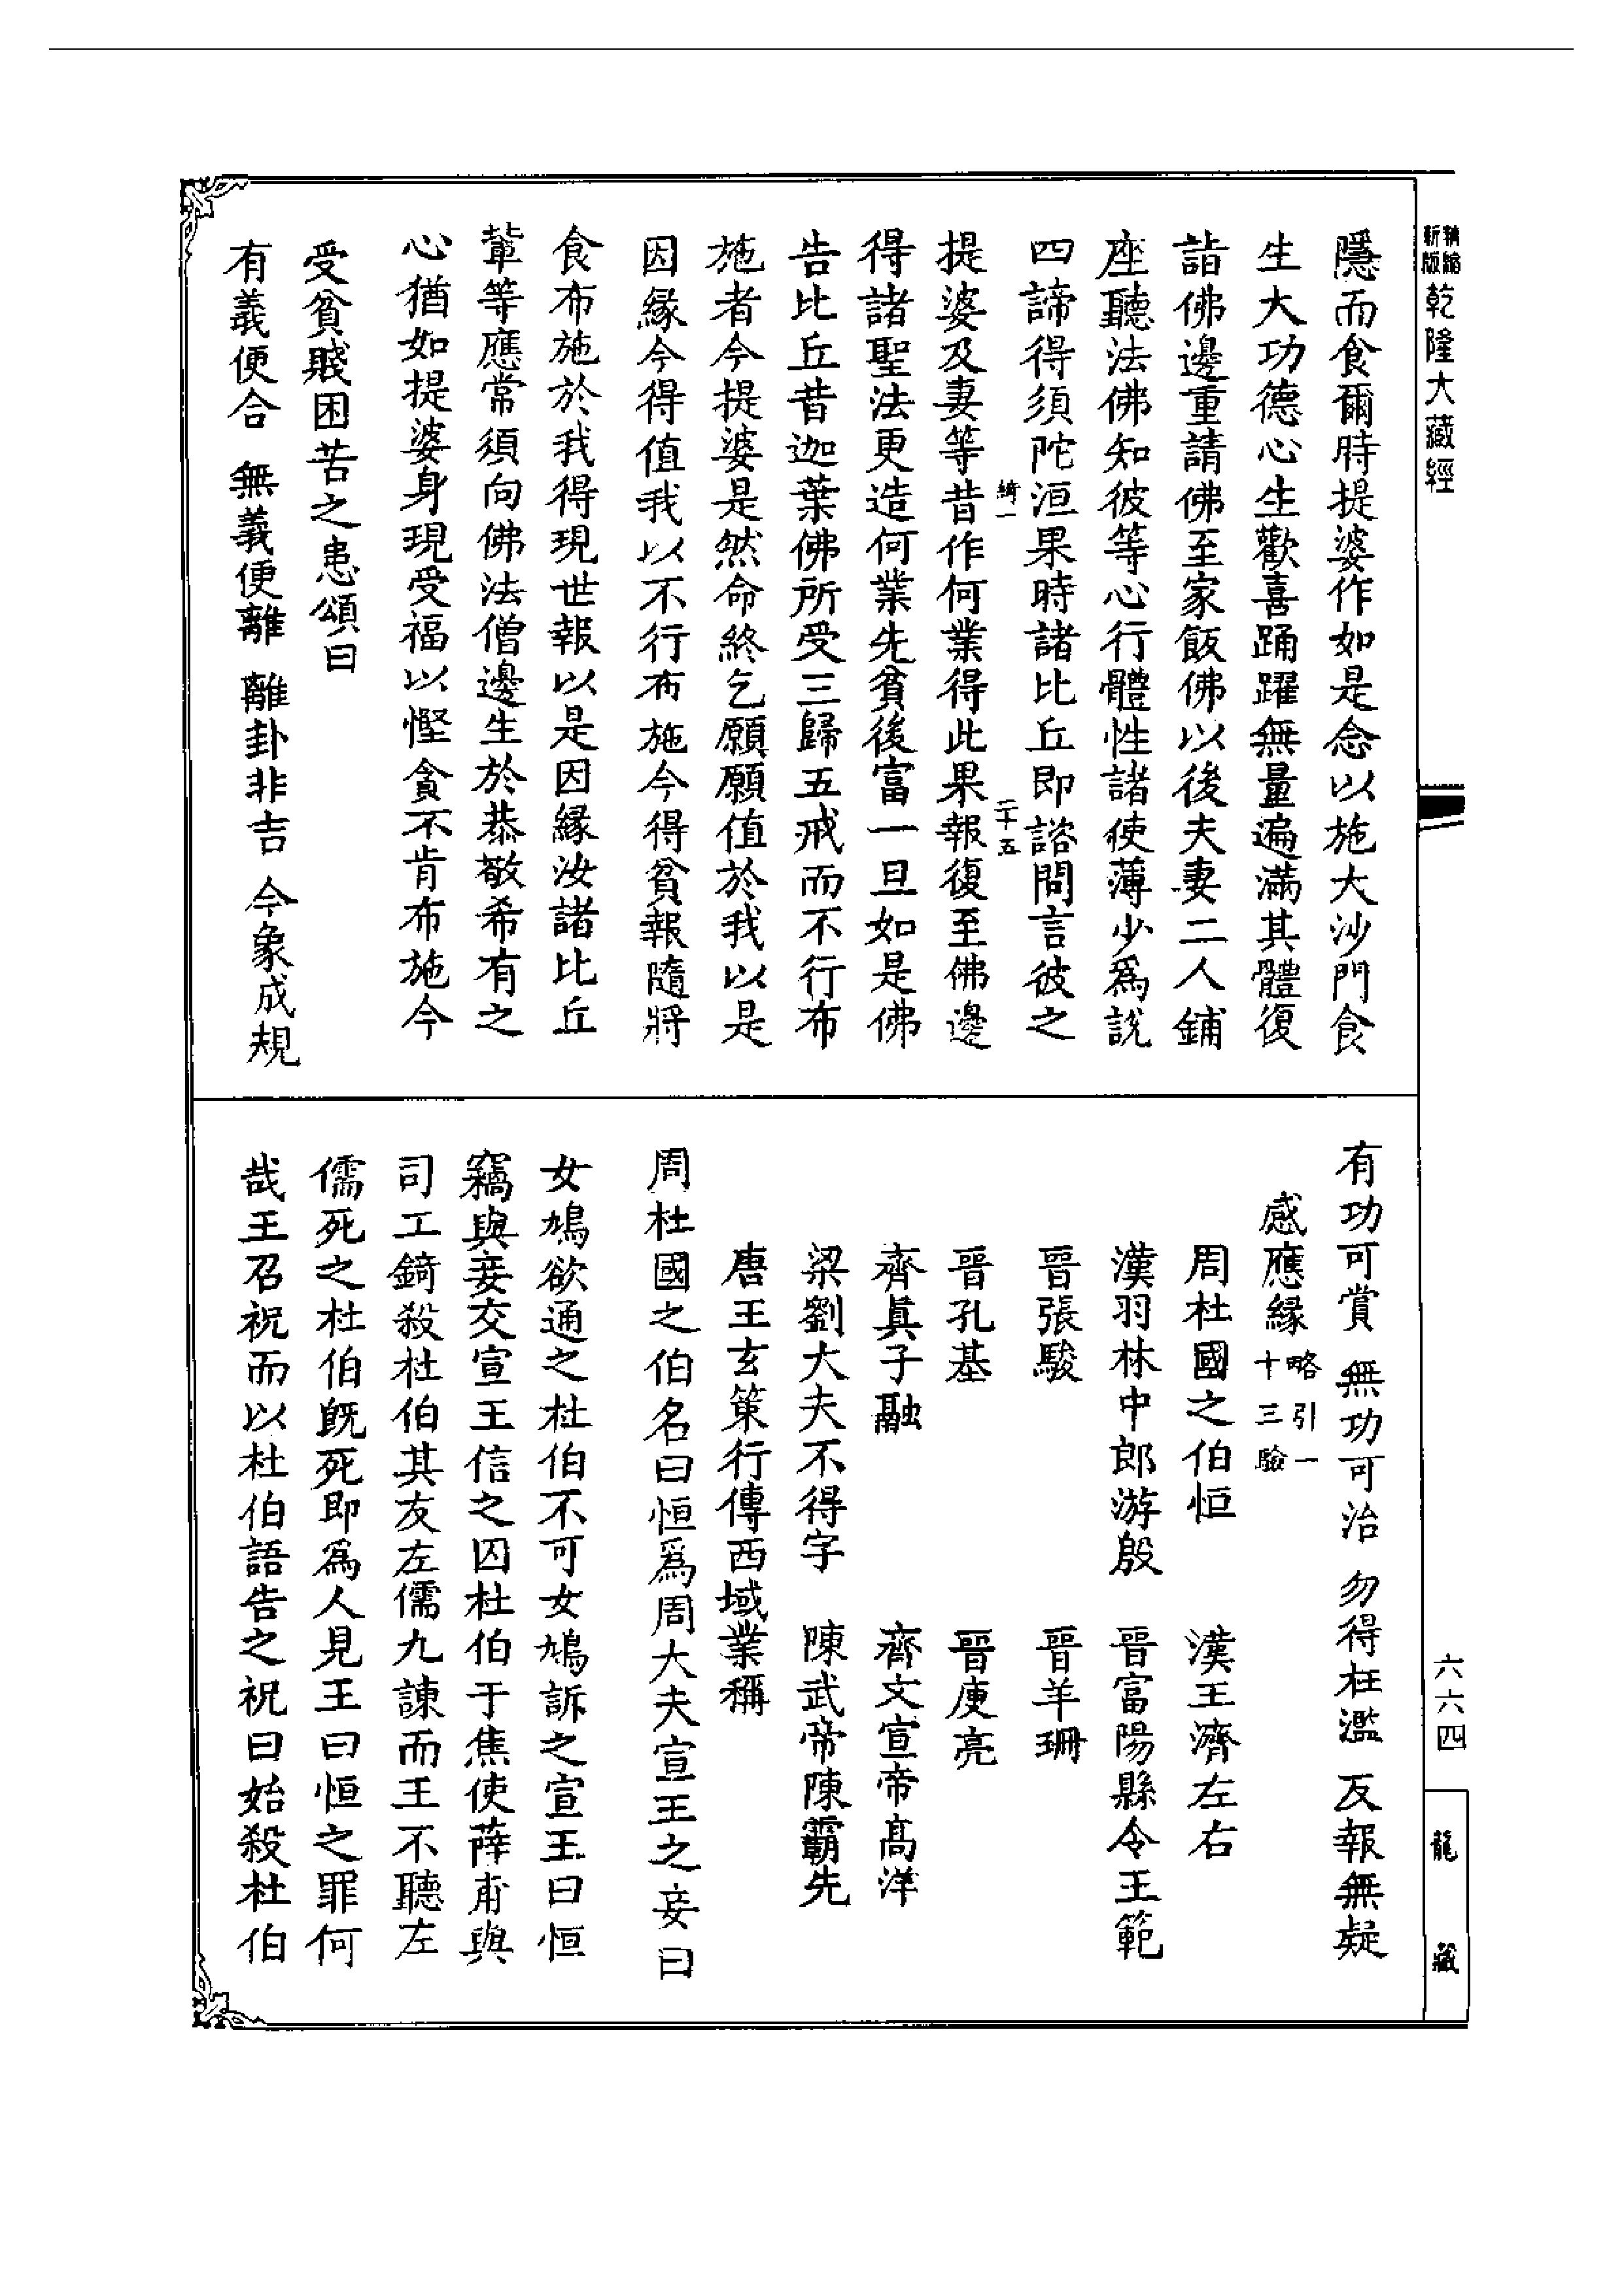 精縮新版乾隆大藏經
隱而食爾時提婆作如是念以施大沙門食
生大功德心生歡喜踊躍無量遍滿其體復
詣佛邊重請佛至家飯佛以後夫妻二人鋪
座聽法佛知彼等心行體性諸使薄少爲說
四諦得須陀洹果時諸比丘即諮問言彼之
綺一
二十五
提婆及妻等昔作何業得此果報復至佛邊
得諸聖法更造何業先貧後富一旦如是佛
告比丘昔迦葉佛所受三歸五戒而不行布
施者今提婆是然命終乞願願值於我以是
因緣今得值我以不行布施今得貧報隨將
食布施於我得現世報以是因緣汝諸比丘
輩等應常須向佛法僧邊生於恭敬希有之
心猶如提婆身現受福以慳貪不肯布施今
受貧賤困苦之患頌曰
有義便合 無義便離 離卦非吉 今象成規
有功可賞 無功可治 勿得枉濫 反報無疑
感應緣 略引一十三驗
周杜國之伯恒 漢王濟左右
漢羽林中郎游殷 晉富陽縣令王範
晉張駿 晉羊珊
晉孔基 晉庾亮
齊真子融 齊文宣帝高洋
梁劉大夫不得字 陳武帝陳霸先
唐王玄策行傳西域業稱
周杜國之伯名曰恒爲周大夫宣王之妾曰
女鳩欲通之杜伯不可女鳩訴之宣王曰恒
竊與妾交宣王信之囚杜伯于焦使薛甫與
司工錡殺杜伯其友左儒九諫而王不聽左
儒死之杜伯既死即爲人見王曰恒之罪何
哉王召祝而以杜伯語告之祝曰始殺杜伯
六六四
龍藏